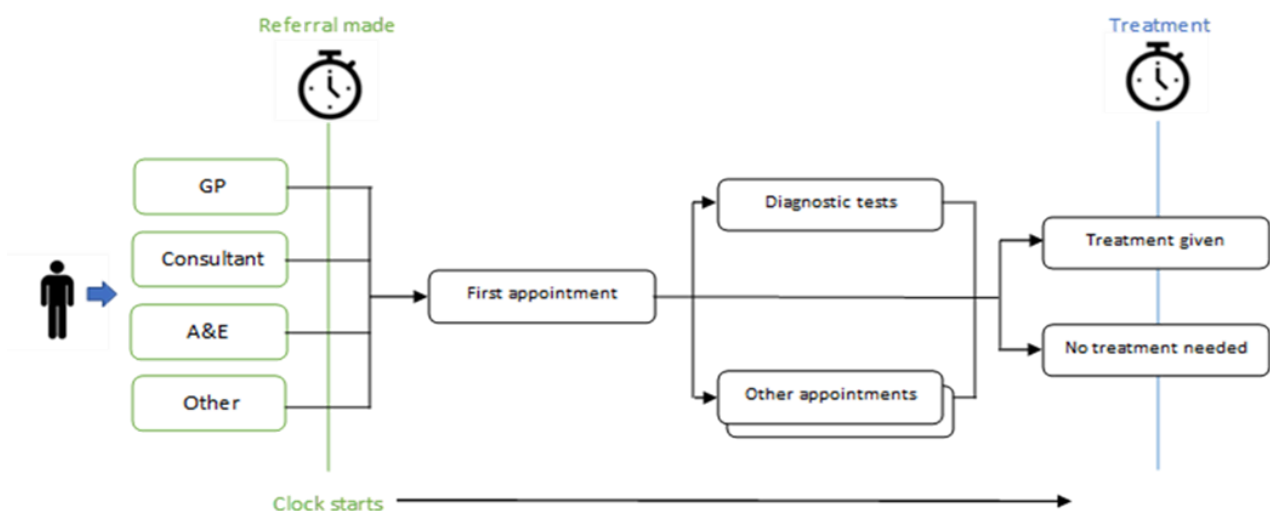 Referral made
Treatment
GP
Consultant
A&E
Other
First appointment
Diagnostic tests
Other appointments
Treatment given
No treatment needed
Clock starts